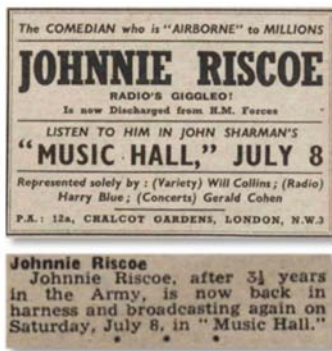 The COMEDIAN who is "AIRBORNE" to MILLIONS
JOHNNIE RISCOE
RADIO'S GIGGLEO!
Is now Discharged from H.M. Forces
LISTEN TO HIM IN JOHN SHARMAN'S
"MUSIC HALL," JULY 8
Represented solely by : (Variety) Will Collins ; (Radio)
Harry Blue ; (Concerts) Gerald Cohen
P.A.: 12a, CHALCOT GARDENS, LONDON, N.W.3
Johnnie Riscoe
Johnnie Riscoe, after 3½ years
in the Army, is now back in
harness and broadcasting again on
Saturday, July 8, in "Music Hall."